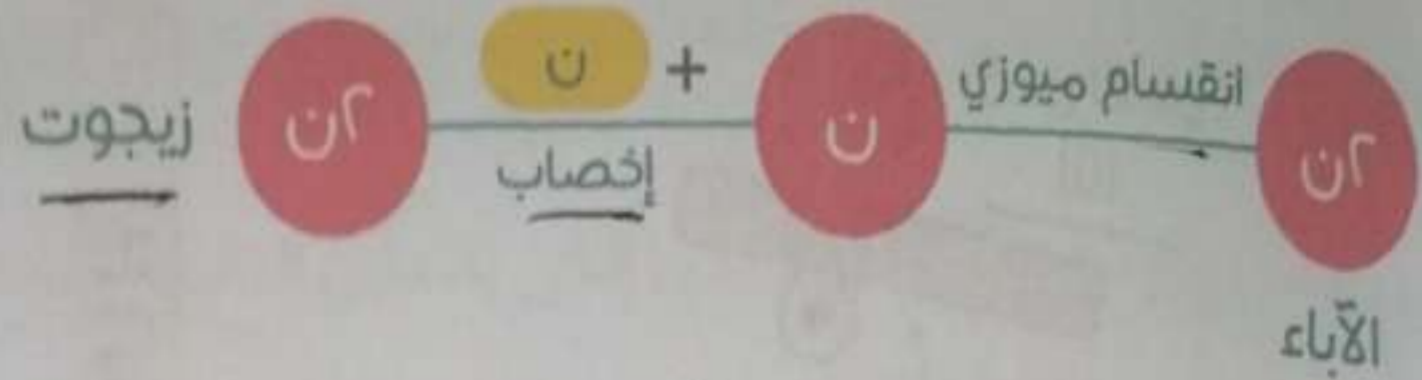 ٢ن انقسام ميوزي ن + ن ٢ن زيجوت
إخصاب
الآباء